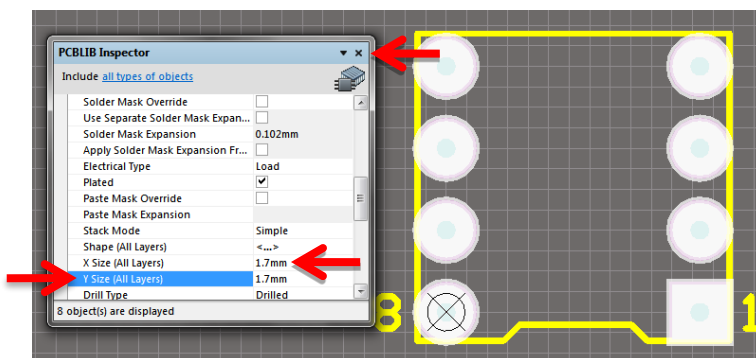 PCBLIB Inspector
Include all types of objects
Solder Mask Override
Use Separate Solder Mask Expan...
Solder Mask Expansion 0.102mm
Apply Solder Mask Expansion Fr...
Electrical Type Load
Plated
Paste Mask Override
Paste Mask Expansion
Stack Mode Simple
Shape (All Layers) <...>
X Size (All Layers) 1.7mm
Y Size (All Layers) 1.7mm
Drill Type Drilled
8 object(s) are displayed
8 1